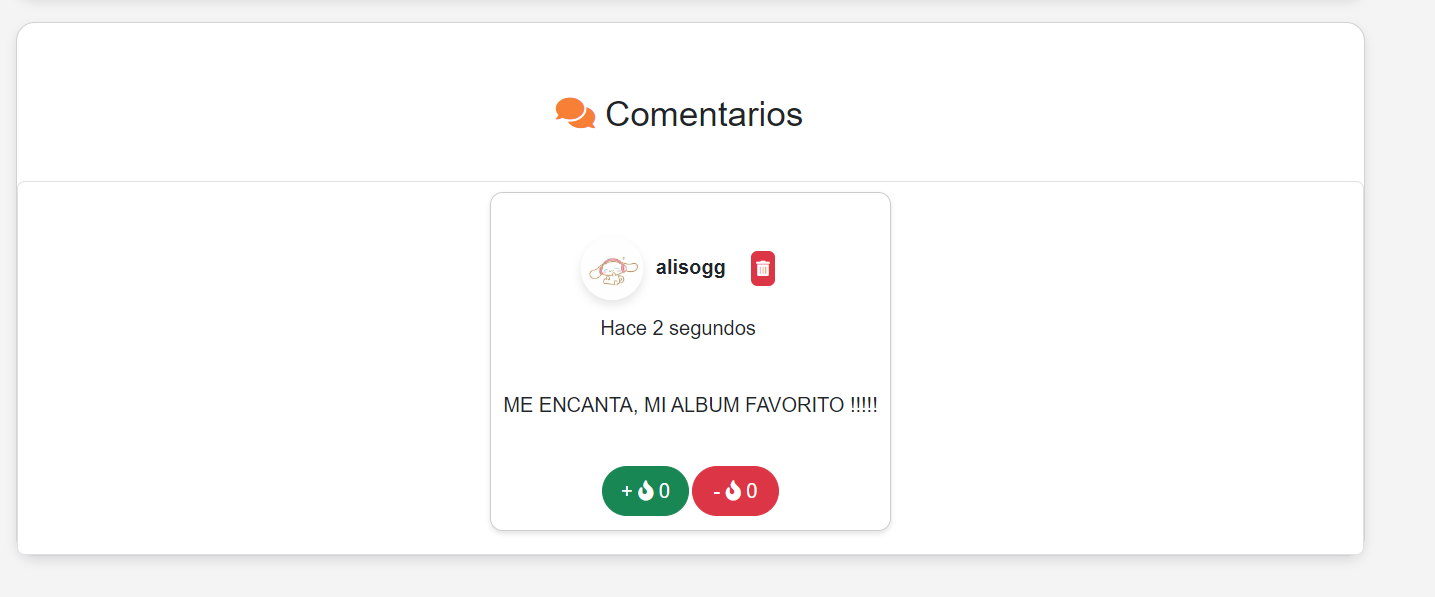 Comentarios
alisogg
Hace 2 segundos
ME ENCANTA, MI ALBUM FAVORITO !!!!!
+ 0 - 0